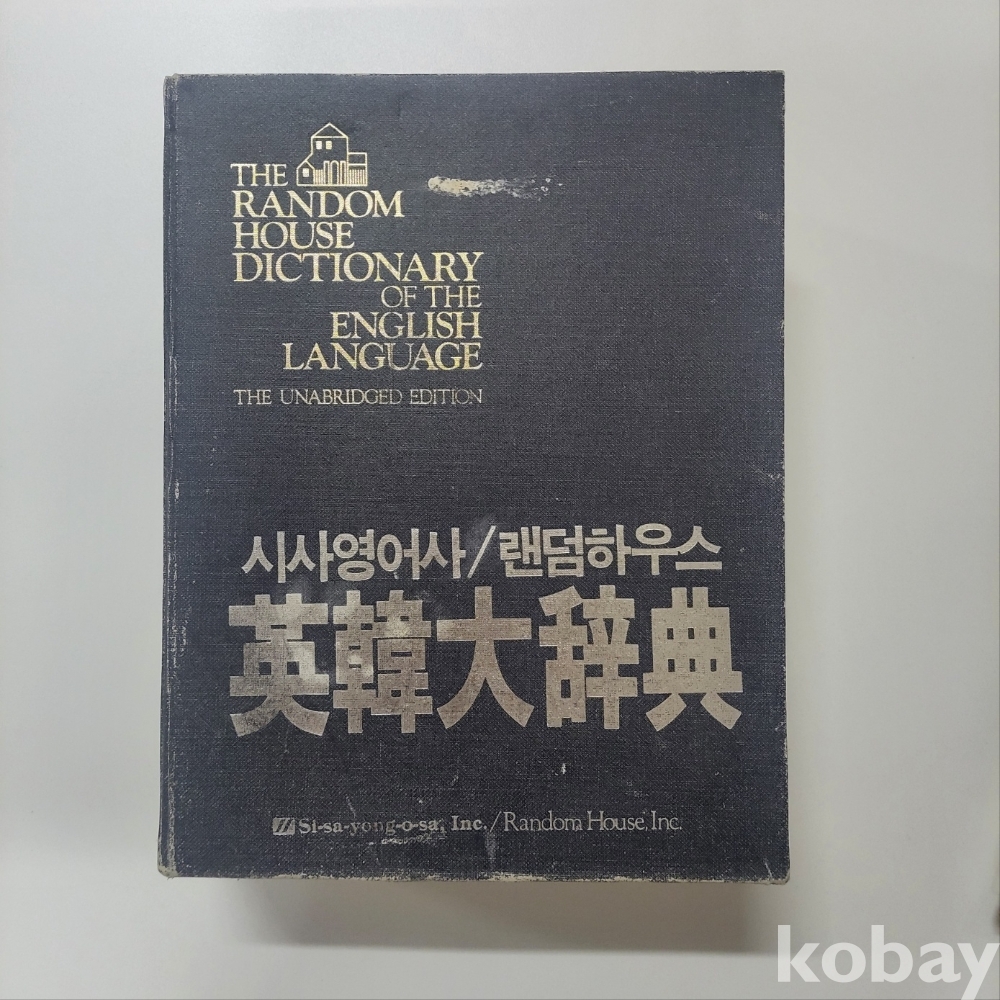 THE
RANDOM
HOUSE
DICTIONARY
OF THE
ENGLISH
LANGUAGE
THE UNABRIDGED EDITION
시사영어사/랜덤하우스
英韓大辞典
Si-sa-yong-o-sa, Inc./Random House, Inc.
kobay